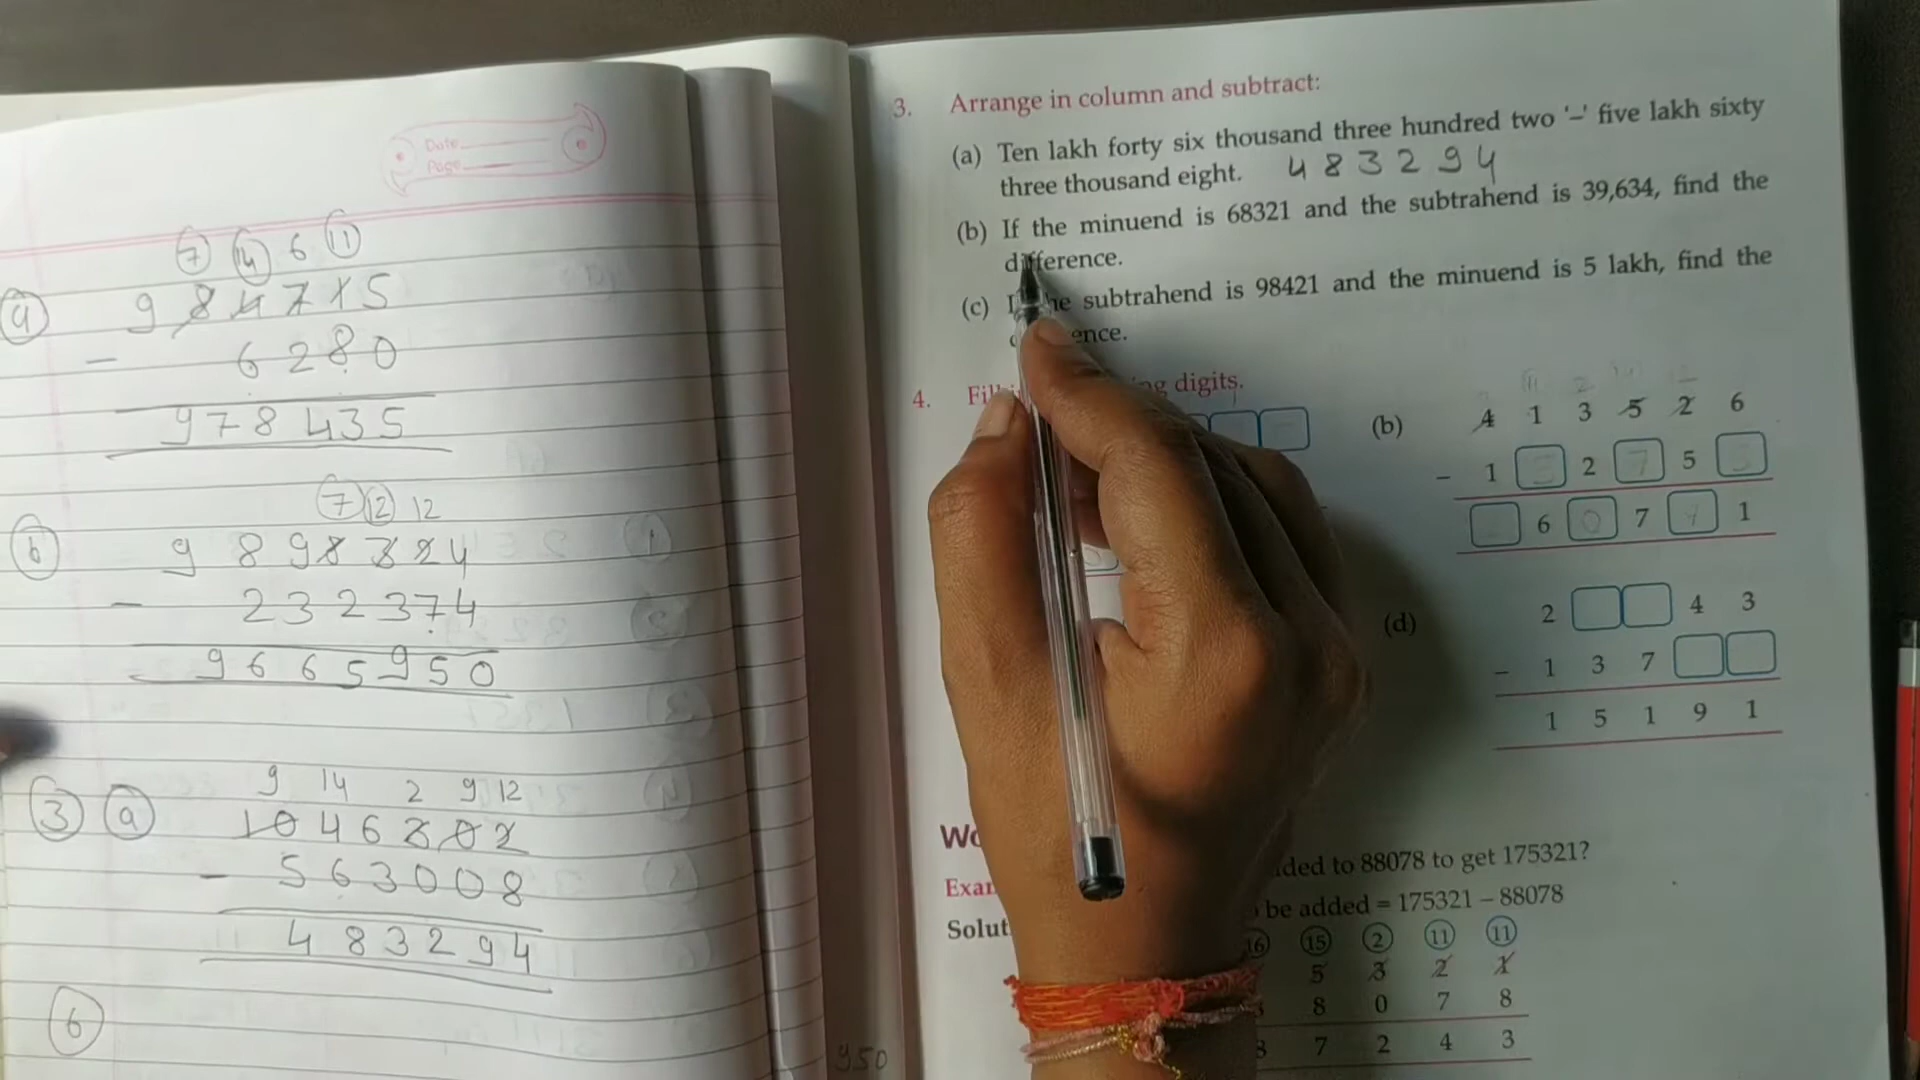 Date
Page
7 14 6 11
a 9 8 4 7 1 5
- 6 2 8 0
9 7 8 4 3 5
7 12 12
b 9 8 9 8 3 2 4
- 2 3 2 3 7 4
9 6 6 5 9 5 0
9 14 2 9 12
3 a 10 4 6 3 0 2
- 5 6 3 0 0 8
4 8 3 2 9 4
b
950
3. Arrange in column and subtract:
(a) Ten lakh forty six thousand three hundred two '–' five lakh sixty
three thousand eight. 4 8 3 2 9 4
(b) If the minuend is 68321 and the subtrahend is 39,634, find the
difference.
(c) subtrahend is 98421 and the minuend is 5 lakh, find the
4. digits.
(b) 4 1 3 5 2 6
– 1 2 7 5
6 0 7 1
(d) 2 4 3
– 1 3 7
1 5 1 9 1
to 88078 to get 175321?
Solut
be added = 175321 – 88078
16 15 2 11 11
5 3 2 1
8 0 7 8
7 2 4 3